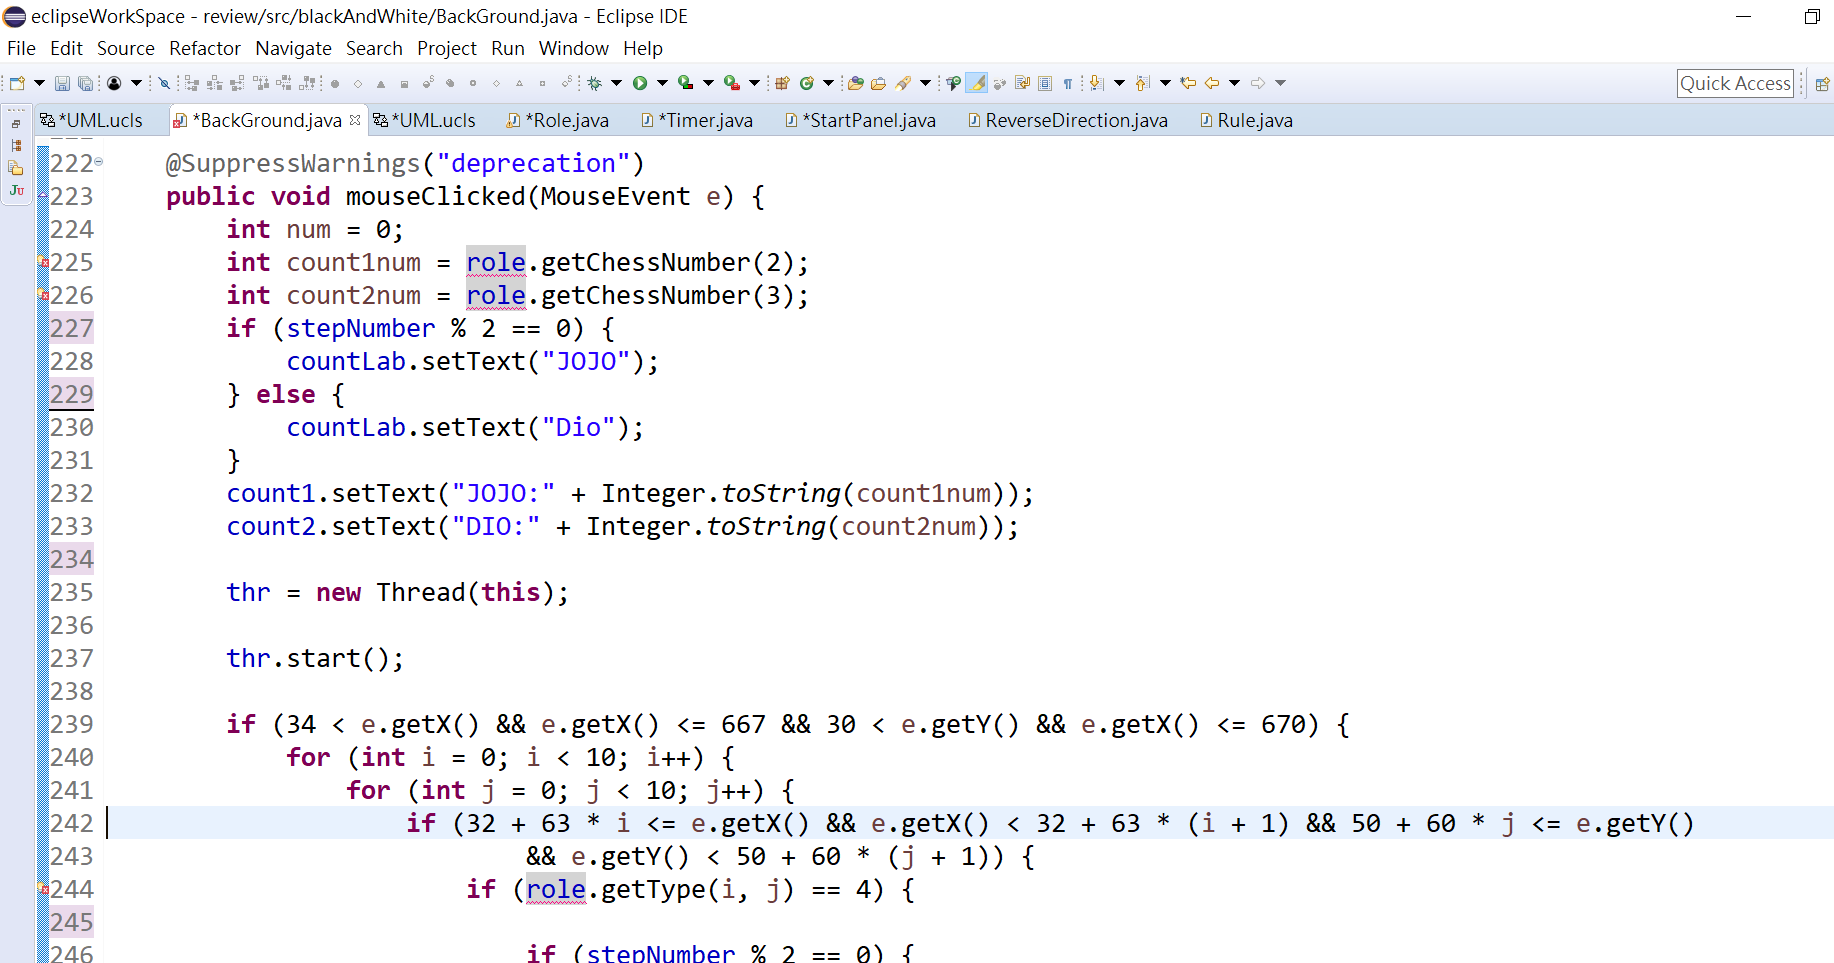 eclipseWorkSpace - review/src/blackAndWhite/BackGround.java - Eclipse IDE
File Edit Source Refactor Navigate Search Project Run Window Help
Quick Access
*UML.ucls *BackGround.java *UML.ucls *Role.java *Timer.java *StartPanel.java ReverseDirection.java Rule.java
222 @SuppressWarnings("deprecation")
223 public void mouseClicked(MouseEvent e) {
224 int num = 0;
225 int count1num = role.getChessNumber(2);
226 int count2num = role.getChessNumber(3);
227 if (stepNumber % 2 == 0) {
228 countLab.setText("JOJO");
229 } else {
230 countLab.setText("Dio");
231 }
232 count1.setText("JOJO:" + Integer.toString(count1num));
233 count2.setText("DIO:" + Integer.toString(count2num));
234
235 thr = new Thread(this);
236
237 thr.start();
238
239 if (34 < e.getX() && e.getX() <= 667 && 30 < e.getY() && e.getX() <= 670) {
240 for (int i = 0; i < 10; i++) {
241 for (int j = 0; j < 10; j++) {
242 if (32 + 63 * i <= e.getX() && e.getX() < 32 + 63 * (i + 1) && 50 + 60 * j <= e.getY()
243 && e.getY() < 50 + 60 * (j + 1)) {
244 if (role.getType(i, j) == 4) {
245
246 if (stepNumber % 2 == 0) {